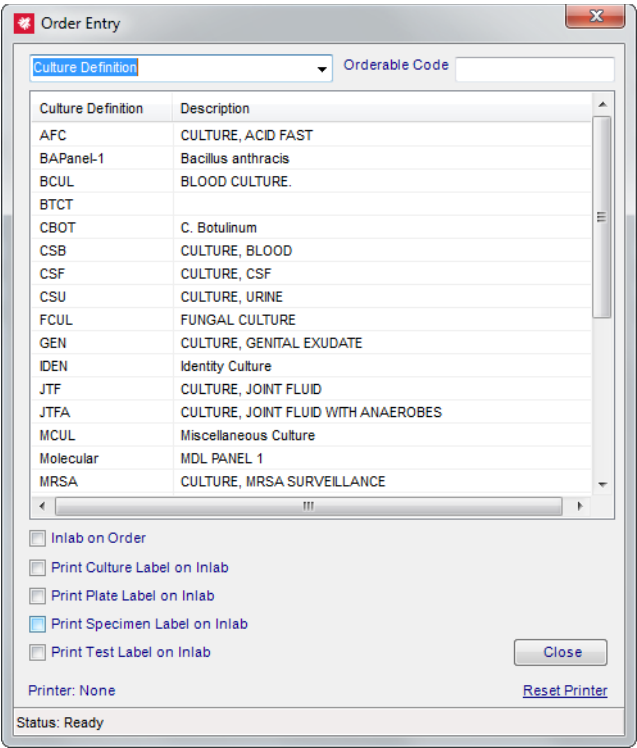 Order Entry
Culture Definition Orderable Code
Culture Definition Description
AFC CULTURE, ACID FAST
BAPanel-1 Bacillus anthracis
BCUL BLOOD CULTURE.
BTCT
CBOT C. Botulinum
CSB CULTURE, BLOOD
CSF CULTURE, CSF
CSU CULTURE, URINE
FCUL FUNGAL CULTURE
GEN CULTURE, GENITAL EXUDATE
IDEN Identity Culture
JTF CULTURE, JOINT FLUID
JTFA CULTURE, JOINT FLUID WITH ANAEROBES
MCUL Miscellaneous Culture
Molecular MDL PANEL 1
MRSA CULTURE, MRSA SURVEILLANCE
Inlab on Order
Print Culture Label on Inlab
Print Plate Label on Inlab
Print Specimen Label on Inlab
Print Test Label on Inlab Close
Printer: None Reset Printer
Status: Ready